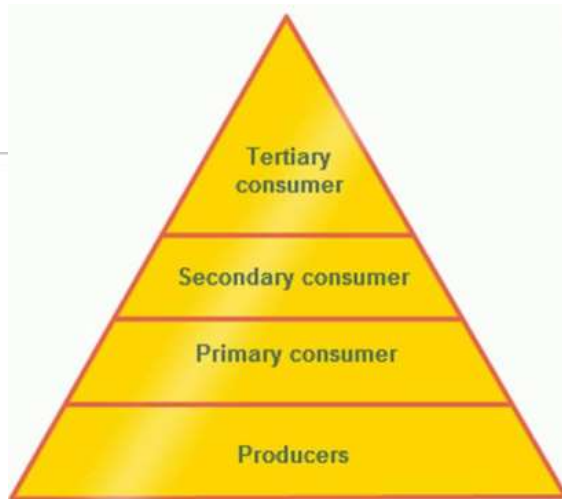 Tertiary
consumer
Secondary consumer
Primary consumer
Producers